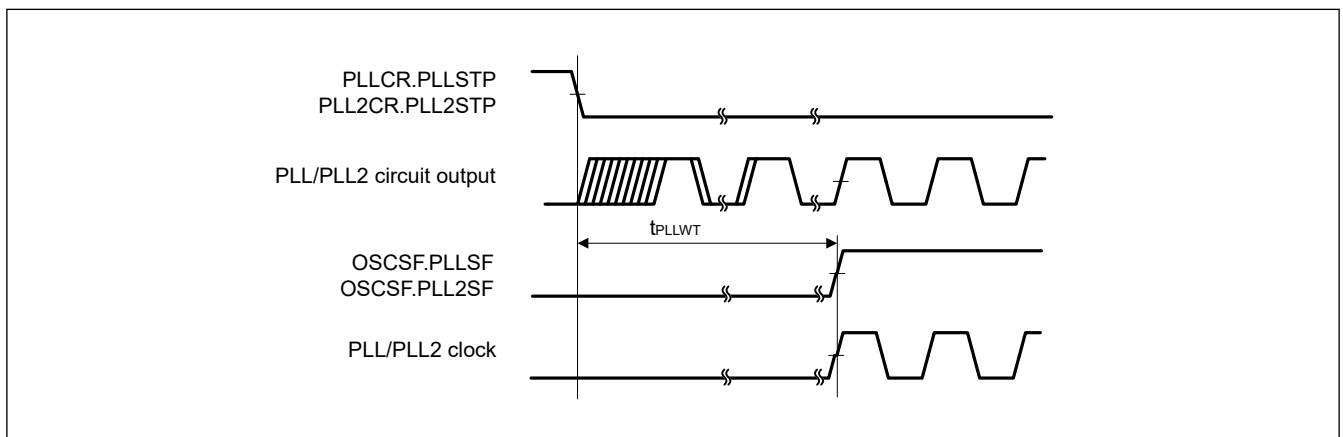 PLLCR.PLLSTP
PLL2CR.PLL2STP
PLL/PLL2 circuit output
tPLLWT
OSCSF.PLLSF
OSCSF.PLL2SF
PLL/PLL2 clock